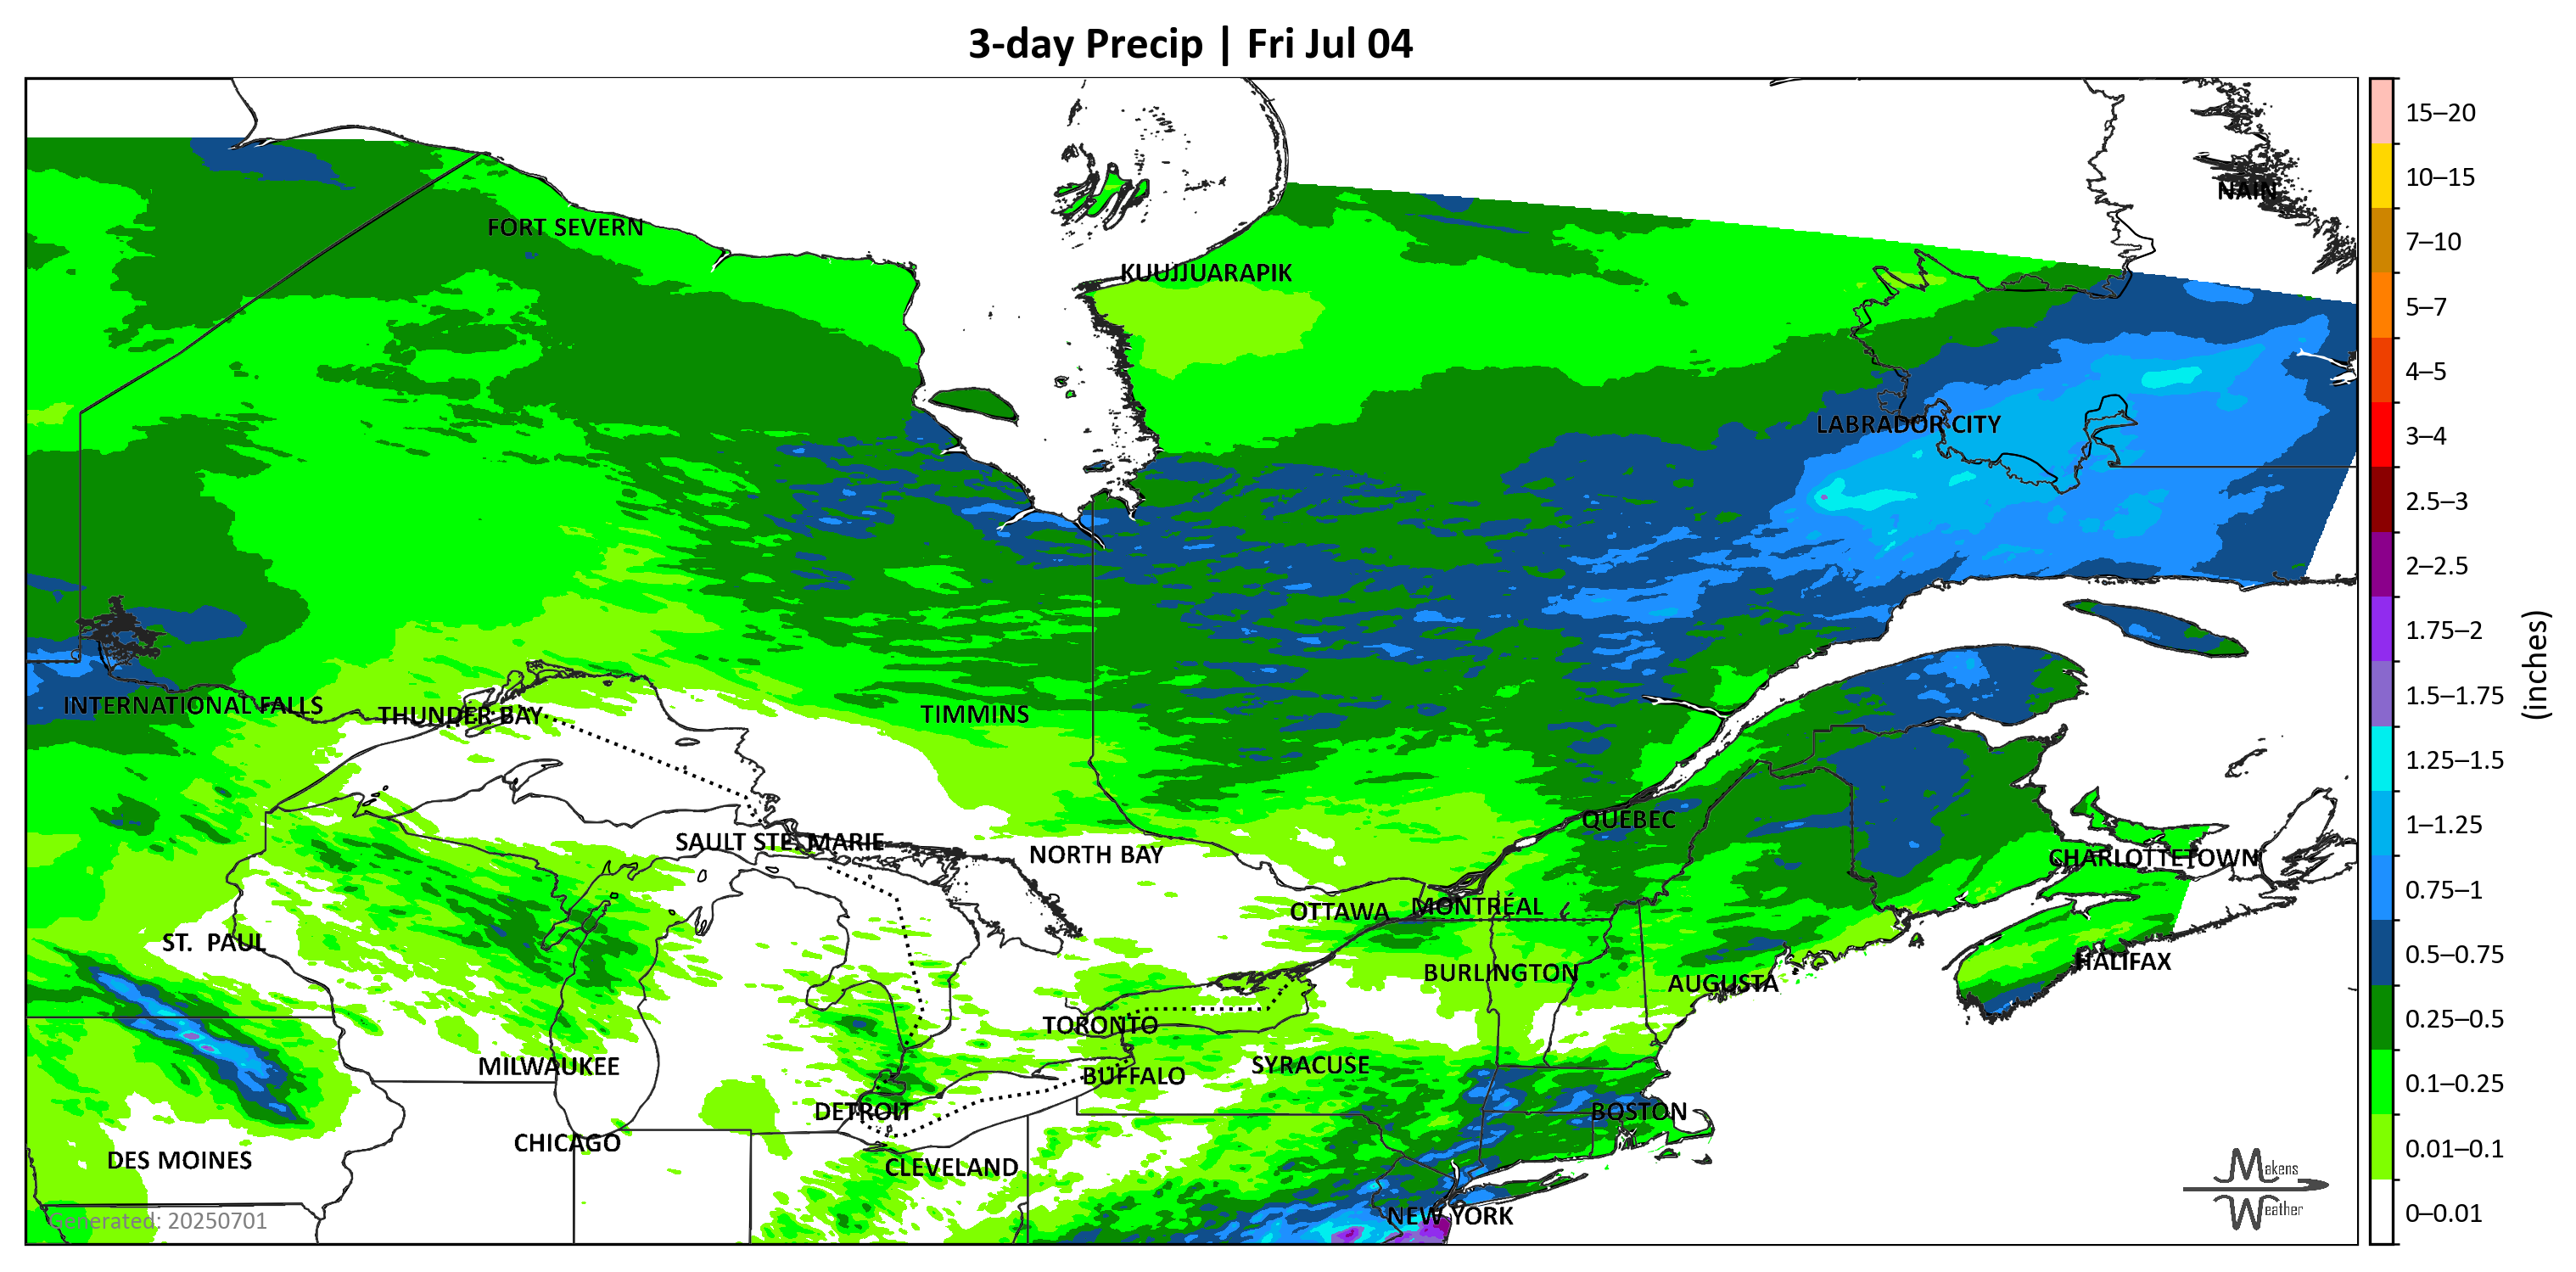 3-day Precip | Fri Jul 04
NAIN
FORT SEVERN
KUUJJUARAPIK
LABRADOR CITY
INTERNATIONAL FALLS
THUNDER BAY
TIMMINS
QUEBEC
SAULT STE. MARIE
NORTH BAY
CHARLOTTETOWN
OTTAWA
MONTRÉAL
ST. PAUL
HALIFAX
BURLINGTON
AUGUSTA
TORONTO
MILWAUKEE
SYRACUSE
BUFFALO
DETROIT
BOSTON
CHICAGO
DES MOINES
CLEVELAND
NEW YORK
Generated: 20250701
Makens
Weather
15–20
10–15
7–10
5–7
4–5
3–4
2.5–3
2–2.5
1.75–2
1.5–1.75
1.25–1.5
1–1.25
0.75–1
0.5–0.75
0.25–0.5
0.1–0.25
0.01–0.1
0–0.01
(inches)